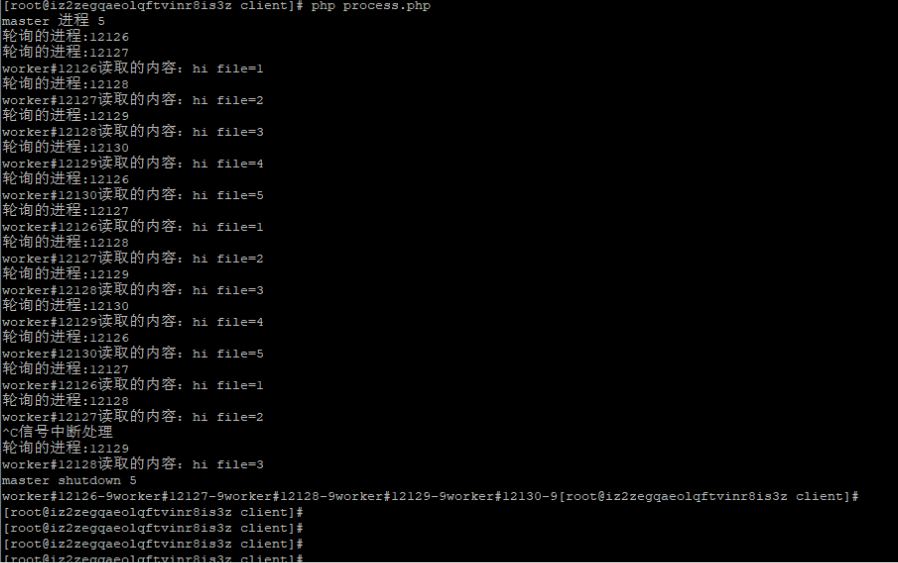 [root@iz2zegqaeolqftvinr8is3z client]# php process.php
master 进程 5
轮询的进程:12126
轮询的进程:12127
worker#12126读取的内容：hi file=1
轮询的进程:12128
worker#12127读取的内容：hi file=2
轮询的进程:12129
worker#12128读取的内容：hi file=3
轮询的进程:12130
worker#12129读取的内容：hi file=4
轮询的进程:12126
worker#12130读取的内容：hi file=5
轮询的进程:12127
worker#12126读取的内容：hi file=1
轮询的进程:12128
worker#12127读取的内容：hi file=2
轮询的进程:12129
worker#12128读取的内容：hi file=3
轮询的进程:12130
worker#12129读取的内容：hi file=4
轮询的进程:12126
worker#12130读取的内容：hi file=5
轮询的进程:12127
worker#12126读取的内容：hi file=1
轮询的进程:12128
worker#12127读取的内容：hi file=2
^C信号中断处理
轮询的进程:12129
worker#12128读取的内容：hi file=3
master shutdown 5
worker#12126-9worker#12127-9worker#12128-9worker#12129-9worker#12130-9[root@iz2zegqaeolqftvinr8is3z client]#
[root@iz2zegqaeolqftvinr8is3z client]#
[root@iz2zegqaeolqftvinr8is3z client]#
[root@iz2zegqaeolqftvinr8is3z client]#
[root@iz2zegqaeolqftvinr8is3z client]#